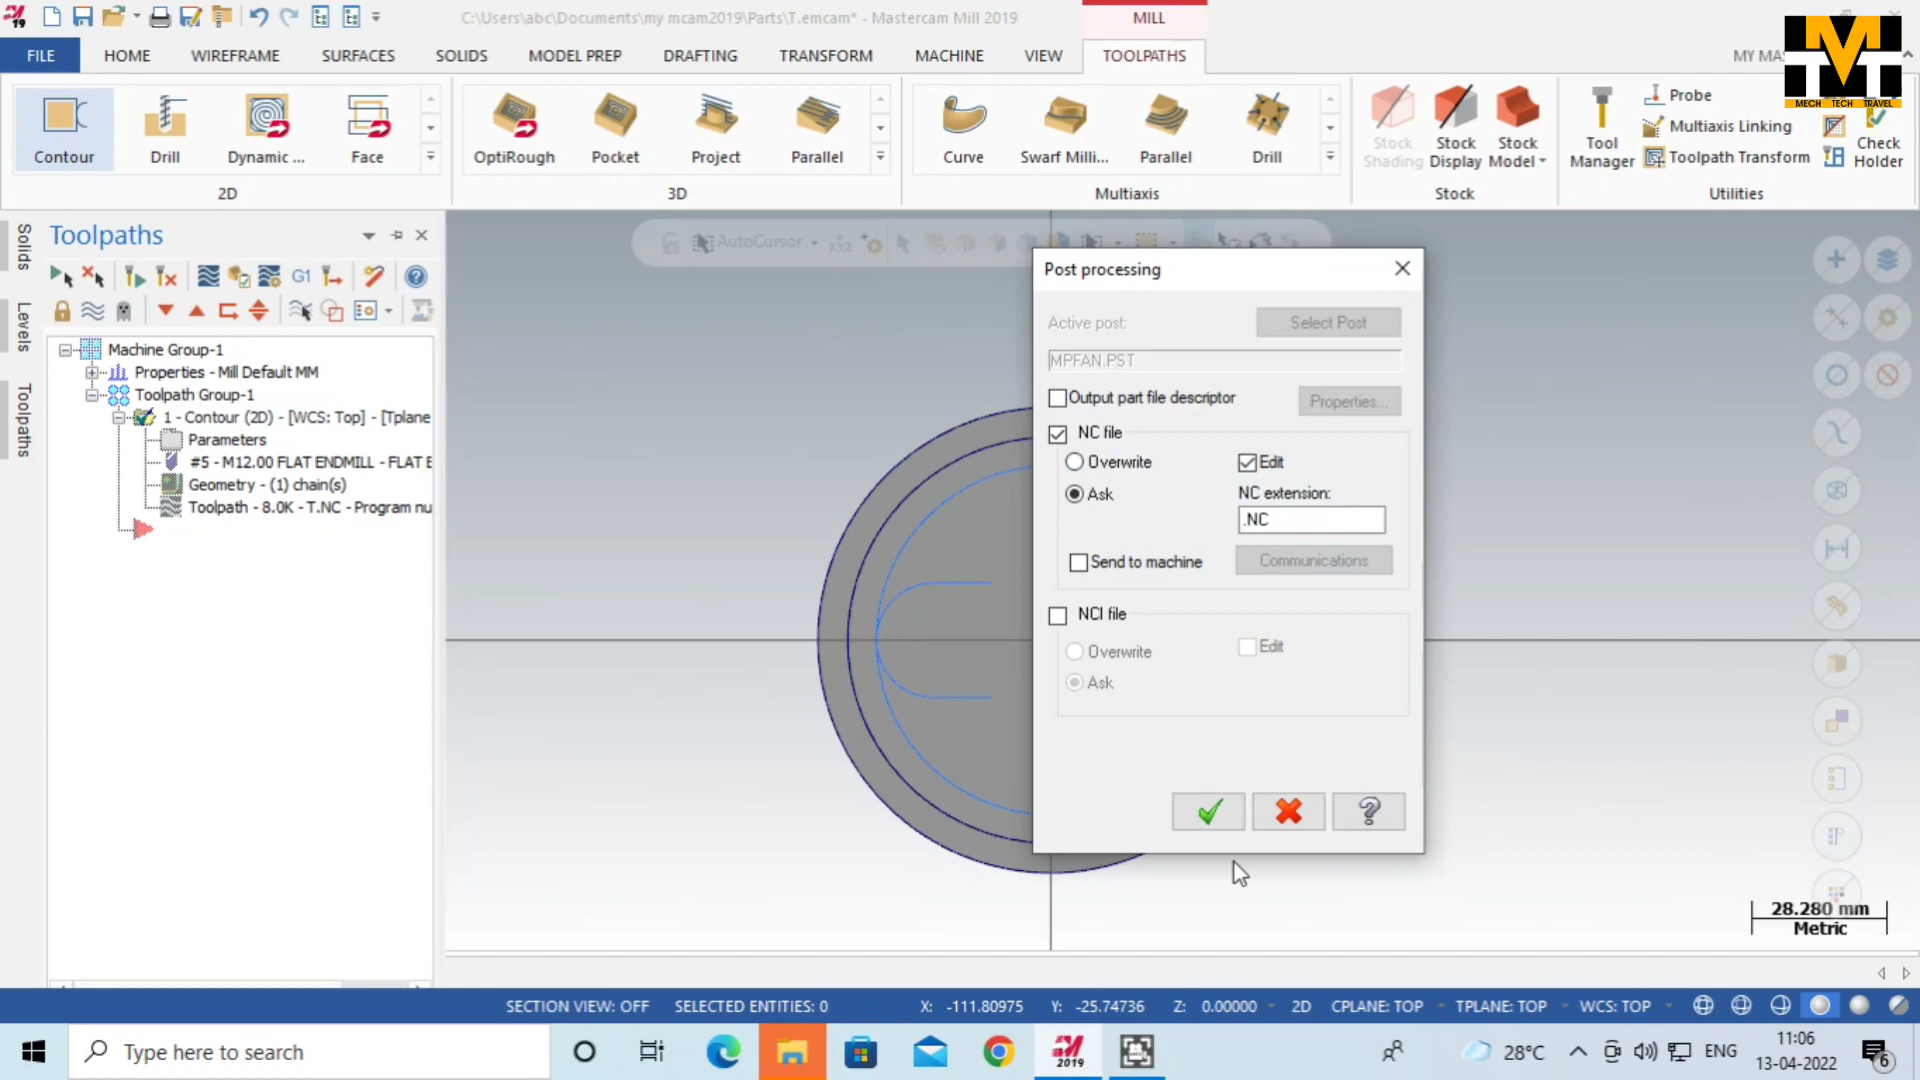 19
C:\Users\abc\Documents\my mcam2019\Parts\T.emcam* - Mastercam Mill 2019
MILL
FILE
HOME
WIREFRAME
SURFACES
SOLIDS
MODEL PREP
DRAFTING
TRANSFORM
MACHINE
VIEW
TOOLPATHS
MY MA
MT
MECH TECH TRAVEL
Contour
Drill
Dynamic ...
Face
2D
OptiRough
Pocket
Project
Parallel
3D
Curve
Swarf Milli...
Parallel
Drill
Multiaxis
Stock Shading
Stock Display
Stock Model
Stock
Tool Manager
Probe
Multiaxis Linking
Toolpath Transform
Check Holder
Utilities
Solids
Levels
Toolpaths
Toolpaths
G1
Machine Group-1
Properties - Mill Default MM
Toolpath Group-1
1 - Contour (2D) - [WCS: Top] - [Tplane
Parameters
#5 - M12.00 FLAT ENDMILL - FLAT E
Geometry - (1) chain(s)
Toolpath - 8.0K - T.NC - Program nu
AutoCursor
Post processing
Active post:
Select Post
MPFAN.PST
Output part file descriptor
Properties...
NC file
Overwrite
Edit
Ask
NC extension:
.NC
Send to machine
Communications
NCI file
Overwrite
Edit
Ask
28.280 mm
Metric
SECTION VIEW: OFF
SELECTED ENTITIES: 0
X: -111.80975
Y: -25.74736
Z: 0.00000
2D
CPLANE: TOP
TPLANE: TOP
WCS: TOP
Type here to search
2019
28°C
ENG
11:06
13-04-2022
6